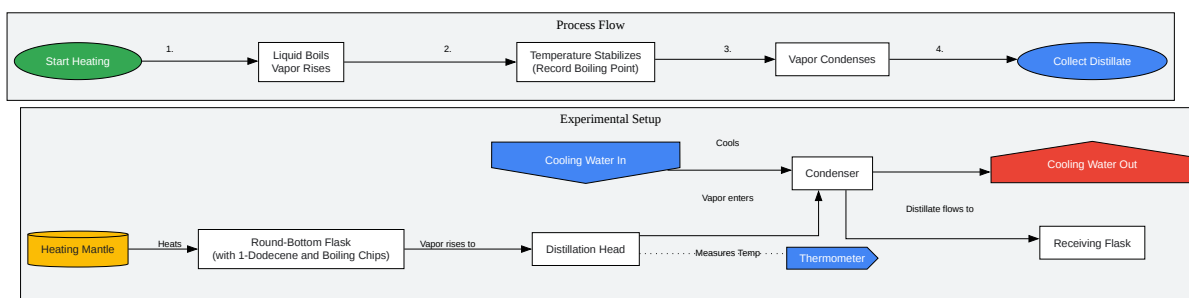 Process Flow
Start Heating
1.
Liquid Boils
Vapor Rises
2.
Temperature Stabilizes
(Record Boiling Point)
3.
Vapor Condenses
4.
Collect Distillate
Experimental Setup
Cooling Water In
Cools
Condenser
Cooling Water Out
Vapor enters
Distillate flows to
Heating Mantle
Heats
Round-Bottom Flask
(with 1-Dodecene and Boiling Chips)
Vapor rises to
Distillation Head
Measures Temp
Thermometer
Receiving Flask